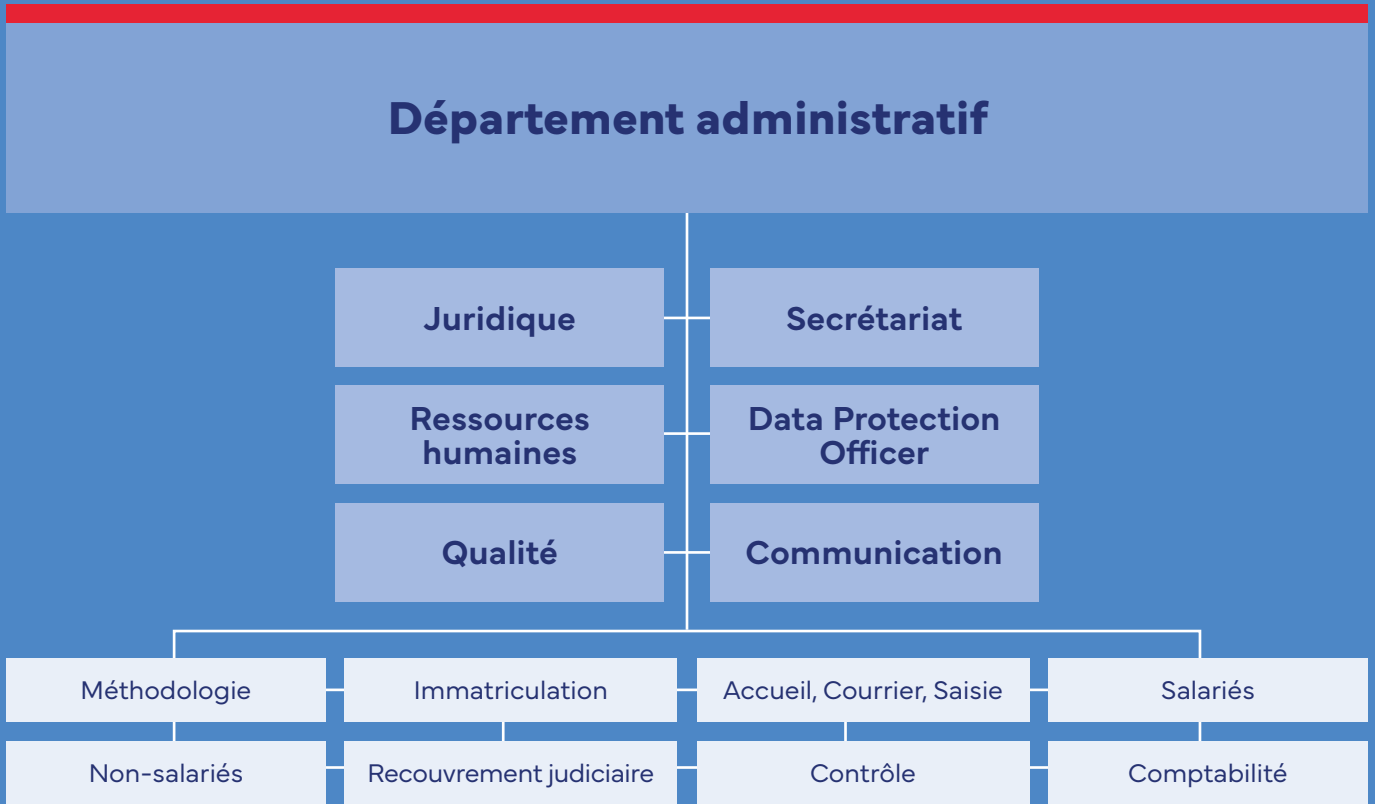 Département administratif
Juridique
Secrétariat
Ressources
humaines
Data Protection
Officer
Qualité
Communication
Méthodologie
Immatriculation
Accueil, Courrier, Saisie
Salariés
Non-salariés
Recouvrement judiciaire
Contrôle
Comptabilité